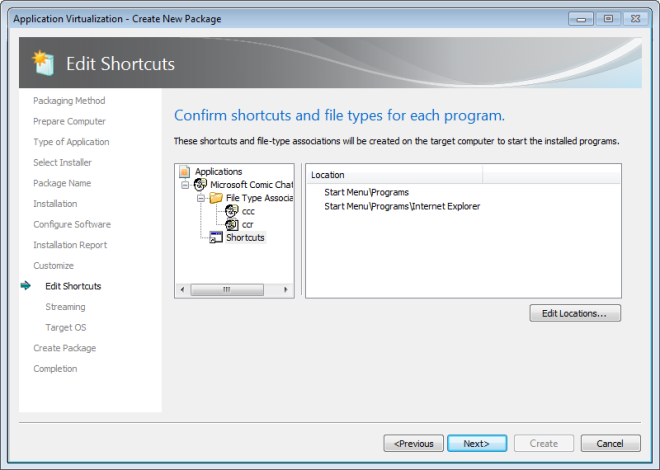 Application Virtualization - Create New Package
Edit Shortcuts
Packaging Method
Prepare Computer
Type of Application
Select Installer
Package Name
Installation
Configure Software
Installation Report
Customize
Edit Shortcuts
Streaming
Target OS
Create Package
Completion
Confirm shortcuts and file types for each program.
These shortcuts and file-type associations will be created on the target computer to start the installed programs.
Applications
Microsoft Comic Chat
File Type Associa
ccc
ccr
Shortcuts
Location
Start Menu\Programs
Start Menu\Programs\Internet Explorer
Edit Locations...
<Previous
Next>
Create
Cancel